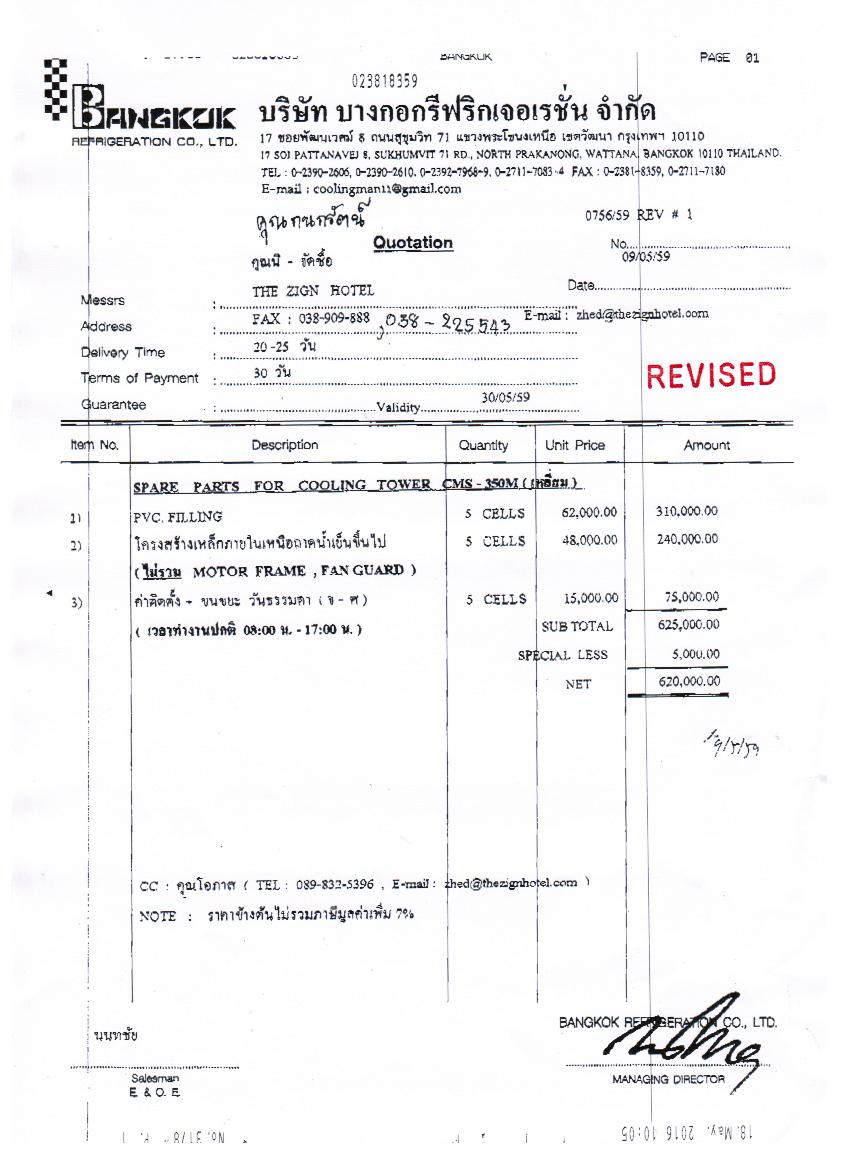 BANGKOK PAGE 01
023818359
BANGKOK
REFRIGERATION CO., LTD.
บริษัท บางกอกรีฟริกเจอเรชั่น จำกัด
17 ซอยพัฒนเวศม์ 8 ถนนสุขุมวิท 71 แขวงพระโขนงเหนือ เขตวัฒนา กรุงเทพฯ 10110
17 SOI PATTANAVEJ 8, SUKHUMVIT 71 RD., NORTH PRAKANONG, WATTANA, BANGKOK 10110 THAILAND.
TEL : 0-2390-2606, 0-2390-2610, 0-2392-7968-9, 0-2711-7083-4 FAX : 0-2381-8359, 0-2711-7180
E-mail : coolingman11@gmail.com
0756/59 REV # 1
Quotation
No.
- จัดซื้อ
09/05/59
Messrs : THE ZIGN HOTEL
Date
Address : FAX : 038-909-888 , 038-225543 E-mail : zhed@thezignhotel.com
Delivery Time : 20-25 วัน
Terms of Payment : 30 วัน
REVISED
Guarantee : Validity 30/05/59
Item No. Description Quantity Unit Price Amount
SPARE PARTS FOR COOLING TOWER CMS-350M (เหลี่ยม)
1) PVC. FILLING 5 CELLS 62,000.00 310,000.00
2) โครงสร้างเหล็กภายในเหนือถาดน้ำเย็นขึ้นไป 5 CELLS 48,000.00 240,000.00
(ไม่รวม MOTOR FRAME , FAN GUARD )
3) ค่าติดตั้ง + ขนขยะ วันธรรมดา ( จ - ศ ) 5 CELLS 15,000.00 75,000.00
( เวลาทำงานปกติ 08:00 น. - 17:00 น. ) SUB TOTAL 625,000.00
SPECIAL LESS 5,000.00
NET 620,000.00
9/5/59
CC : คุณโอภาส ( TEL : 089-832-5396 , E-mail : zhed@thezignhotel.com )
NOTE : ราคาข้างต้นไม่รวมภาษีมูลค่าเพิ่ม 7%
BANGKOK REFRIGERATION CO., LTD.
นนทชัย
Salesman
MANAGING DIRECTOR
E. & O. E.
18. May. 2016 10:05
No. 3178